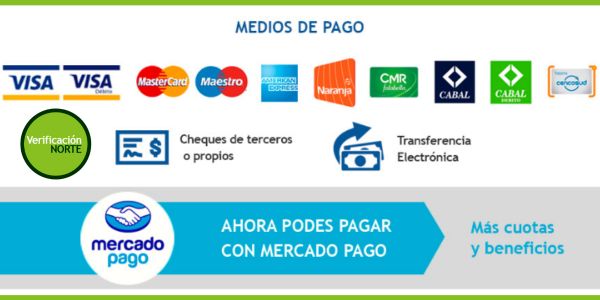 MEDIOS DE PAGO
VISA
VISA
Débito
MasterCard
Maestro
AMERICAN EXPRESS
Naranja
CMR
falabella
CABAL
CABAL
DEBITO
Tarjeta
cencosud
Verificación
NORTE
Cheques de terceros
o propios
Transferencia
Electrónica
mercado
pago
AHORA PODES PAGAR
CON MERCADO PAGO
Más cuotas
y beneficios